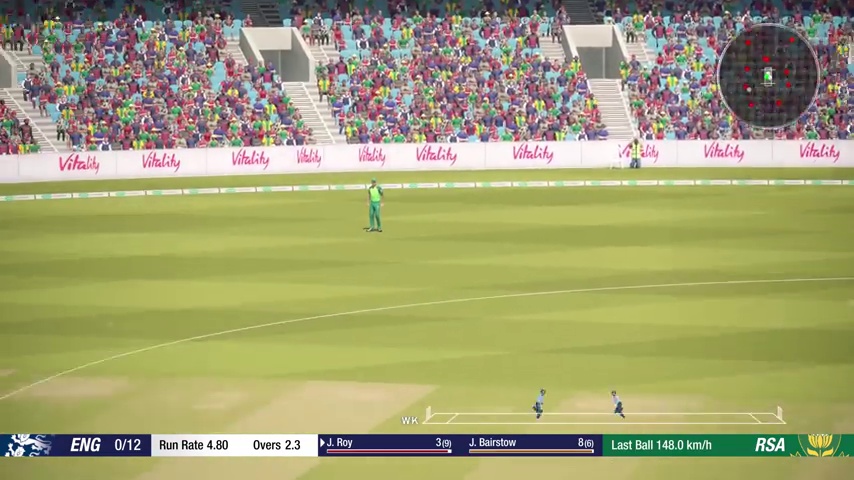 Vitality Vitality Vitality Vitality Vitality Vitality Vitality Vitality Vitality
WK
ENG 0/12 Run Rate 4.80 Overs 2.3 J. Roy 3(9) J. Bairstow 8(6) Last Ball 148.0 km/h RSA